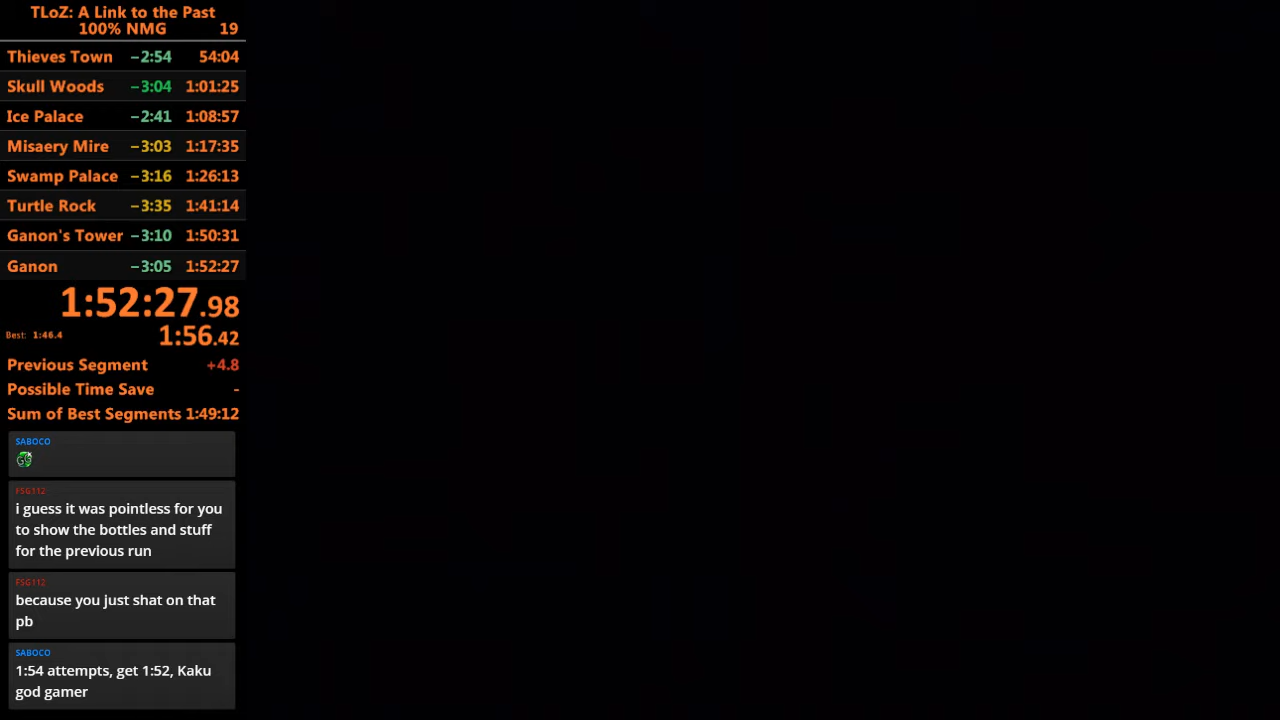 TLoZ: A Link to the Past
100% NMG 19
Thieves Town -2:54 54:04
Skull Woods -3:04 1:01:25
Ice Palace -2:41 1:08:57
Misaery Mire -3:03 1:17:35
Swamp Palace -3:16 1:26:13
Turtle Rock -3:35 1:41:14
Ganon's Tower -3:10 1:50:31
Ganon -3:05 1:52:27
1:52:27.98
Best: 1:46.4 1:56.42
Previous Segment +4.8
Possible Time Save -
Sum of Best Segments 1:49:12
SABOCO
FSG112
i guess it was pointless for you
to show the bottles and stuff
for the previous run
FSG112
because you just shat on that
pb
SABOCO
1:54 attempts, get 1:52, Kaku
god gamer